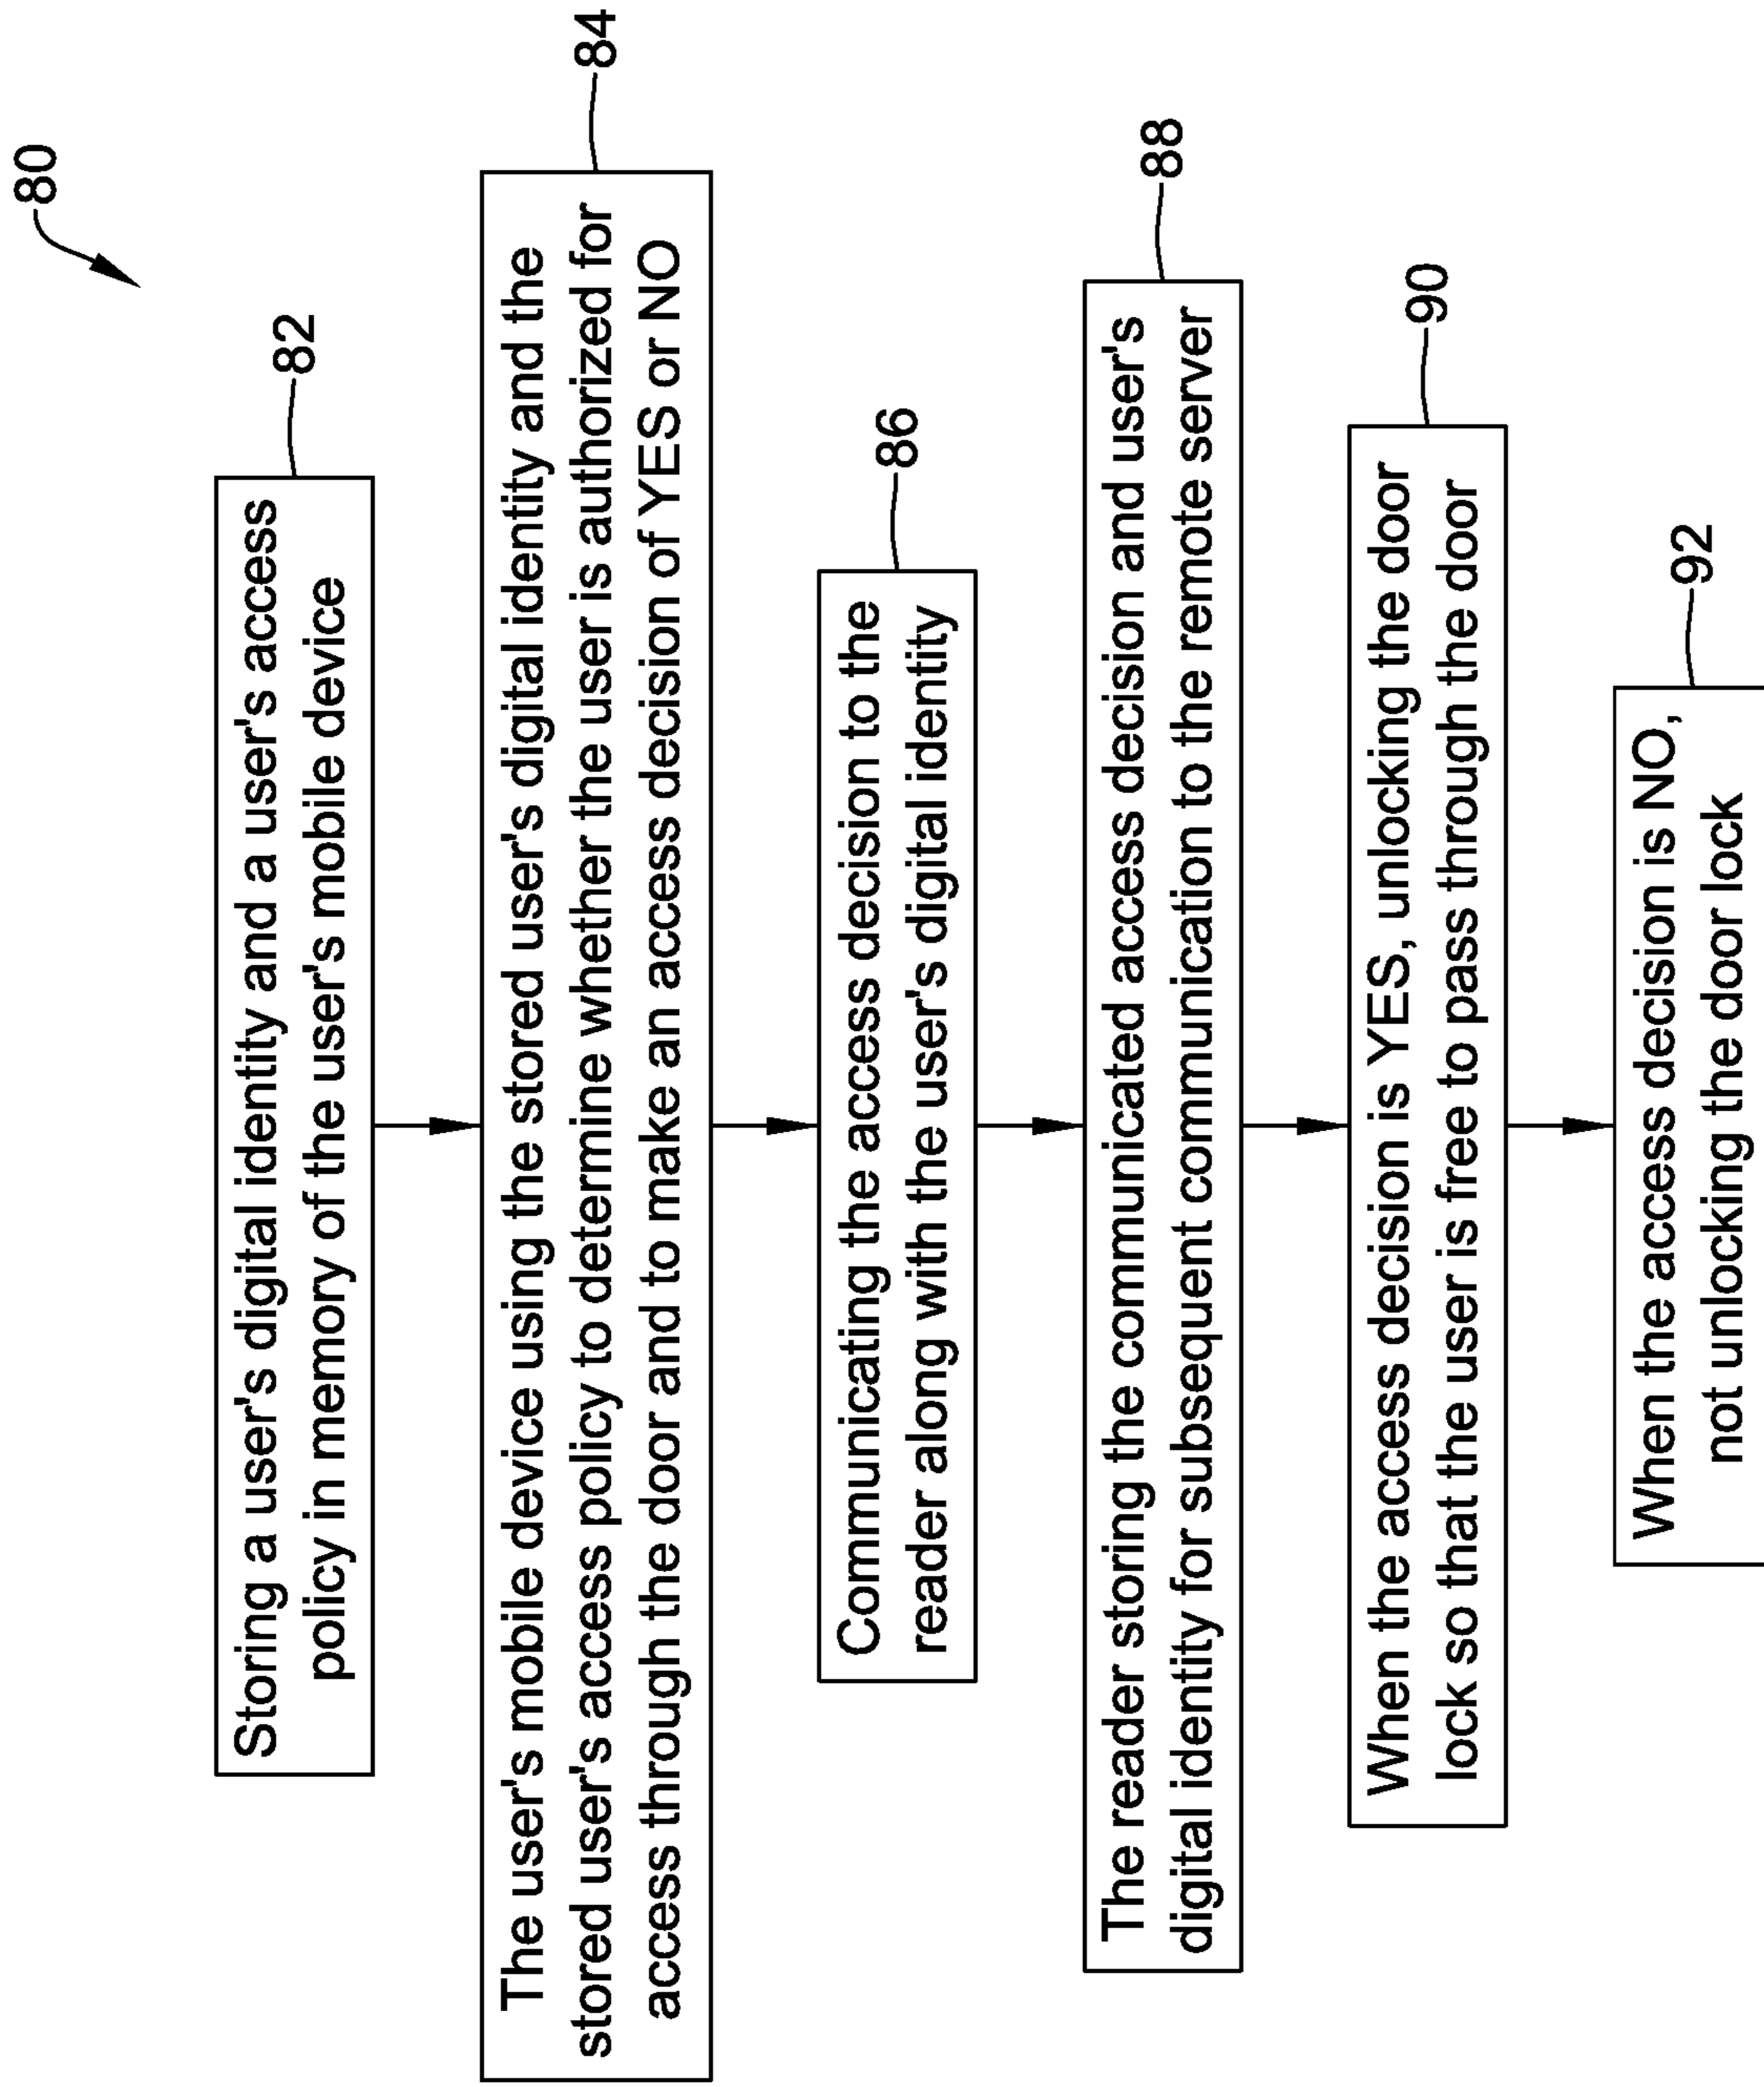 80
82
Storing a user's digital identity and a user's access
policy in memory of the user's mobile device
84
The user's mobile device using the stored user's digital identity and the
stored user's access policy to determine whether the user is authorized for
access through the door and to make an access decision of YES or NO
86
Communicating the access decision to the
reader along with the user's digital identity
88
The reader storing the communicated access decision and user's
digital identity for subsequent communication to the remote server
90
When the access decision is YES, unlocking the door
lock so that the user is free to pass through the door
92
When the access decision is NO,
not unlocking the door lock